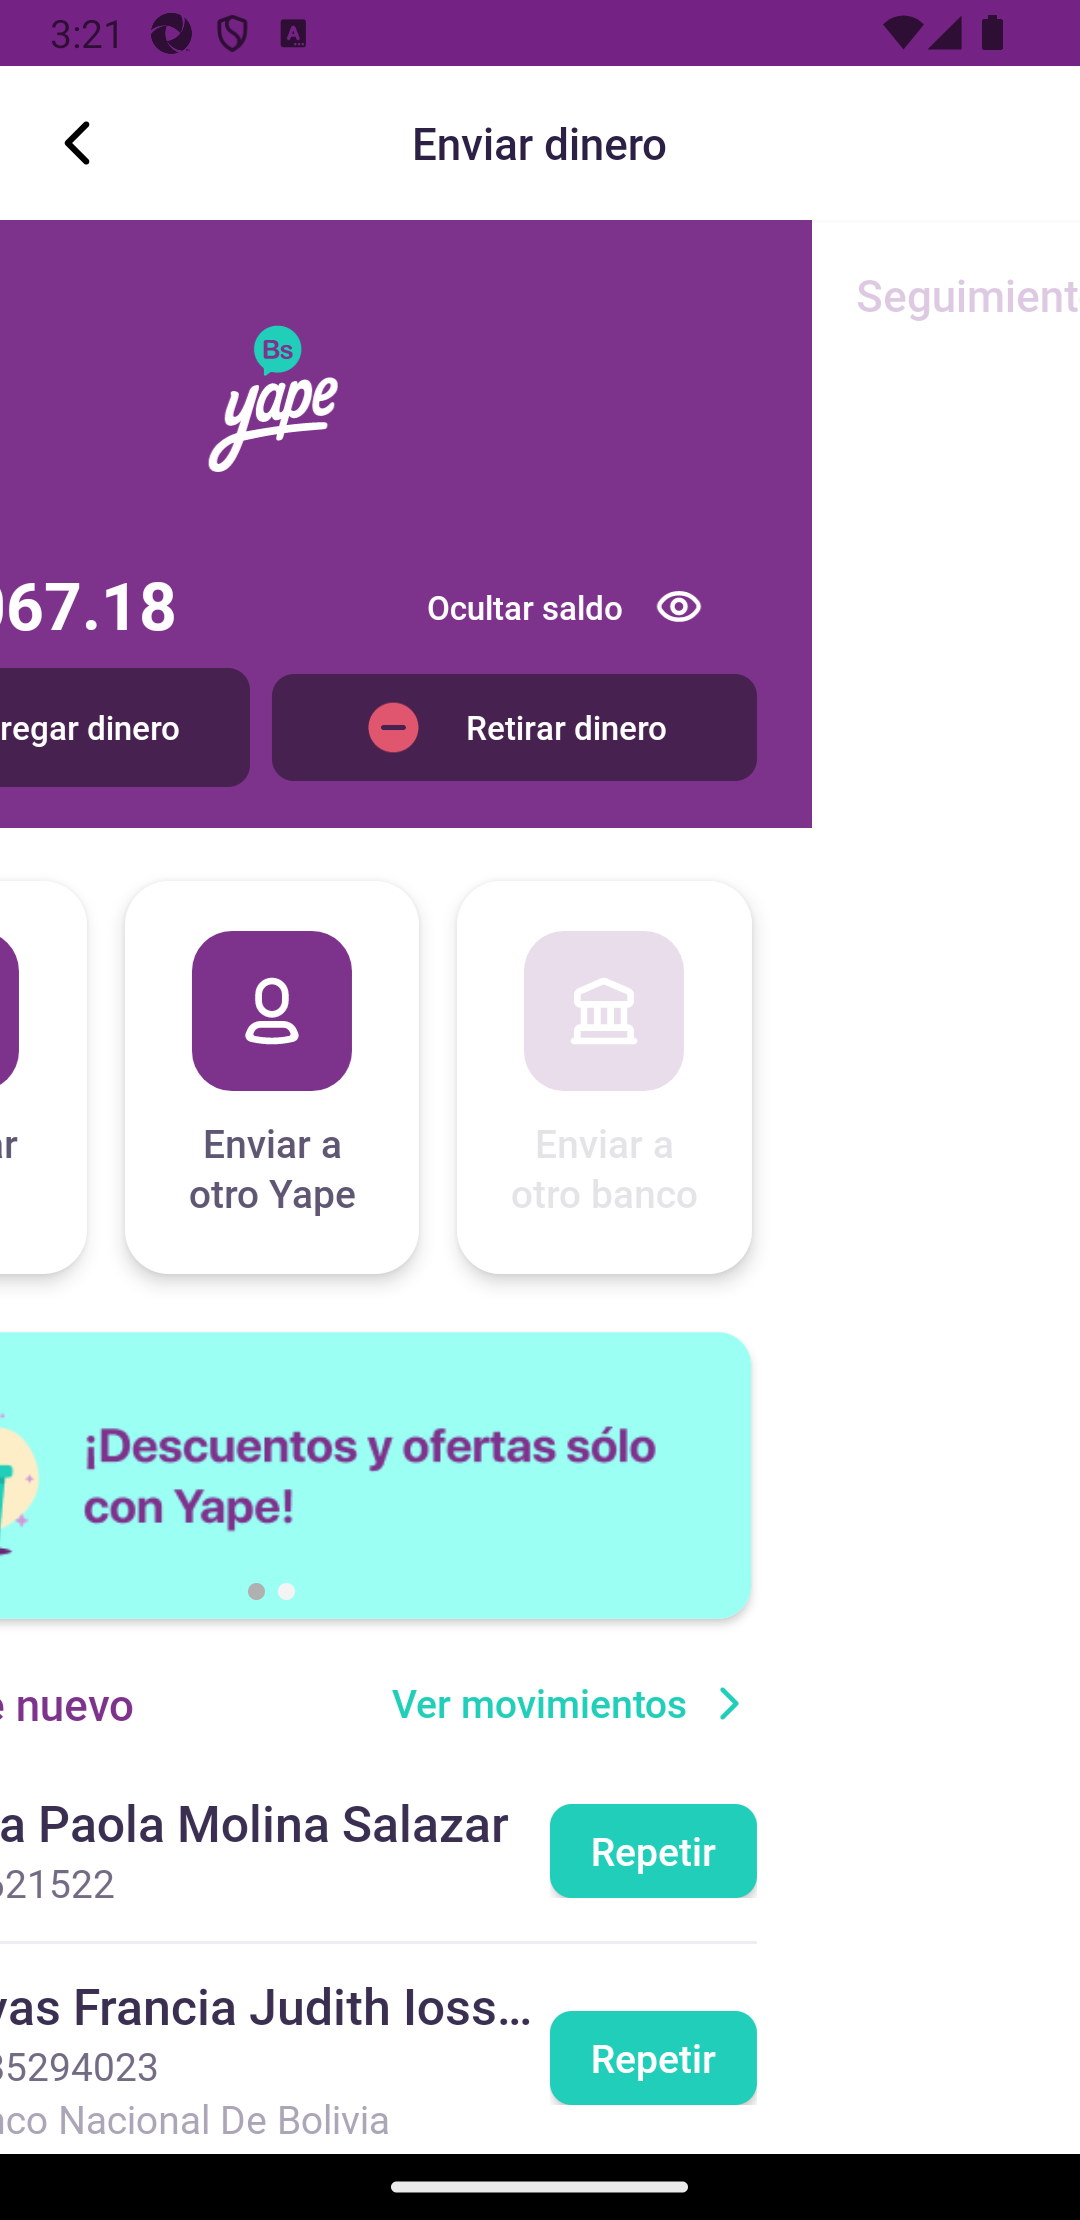 3:21
Enviar dinero
Seguimient
Bs
yape
067.18
Ocultar saldo
regar dinero
Retirar dinero
ar
Enviar a
otro Yape
Enviar a
otro banco
¡Descuentos y ofertas sólo
con Yape!
e nuevo
Ver movimientos
a Paola Molina Salazar
621522
Repetir
vas Francia Judith Ioss...
35294023
nco Nacional De Bolivia
Repetir